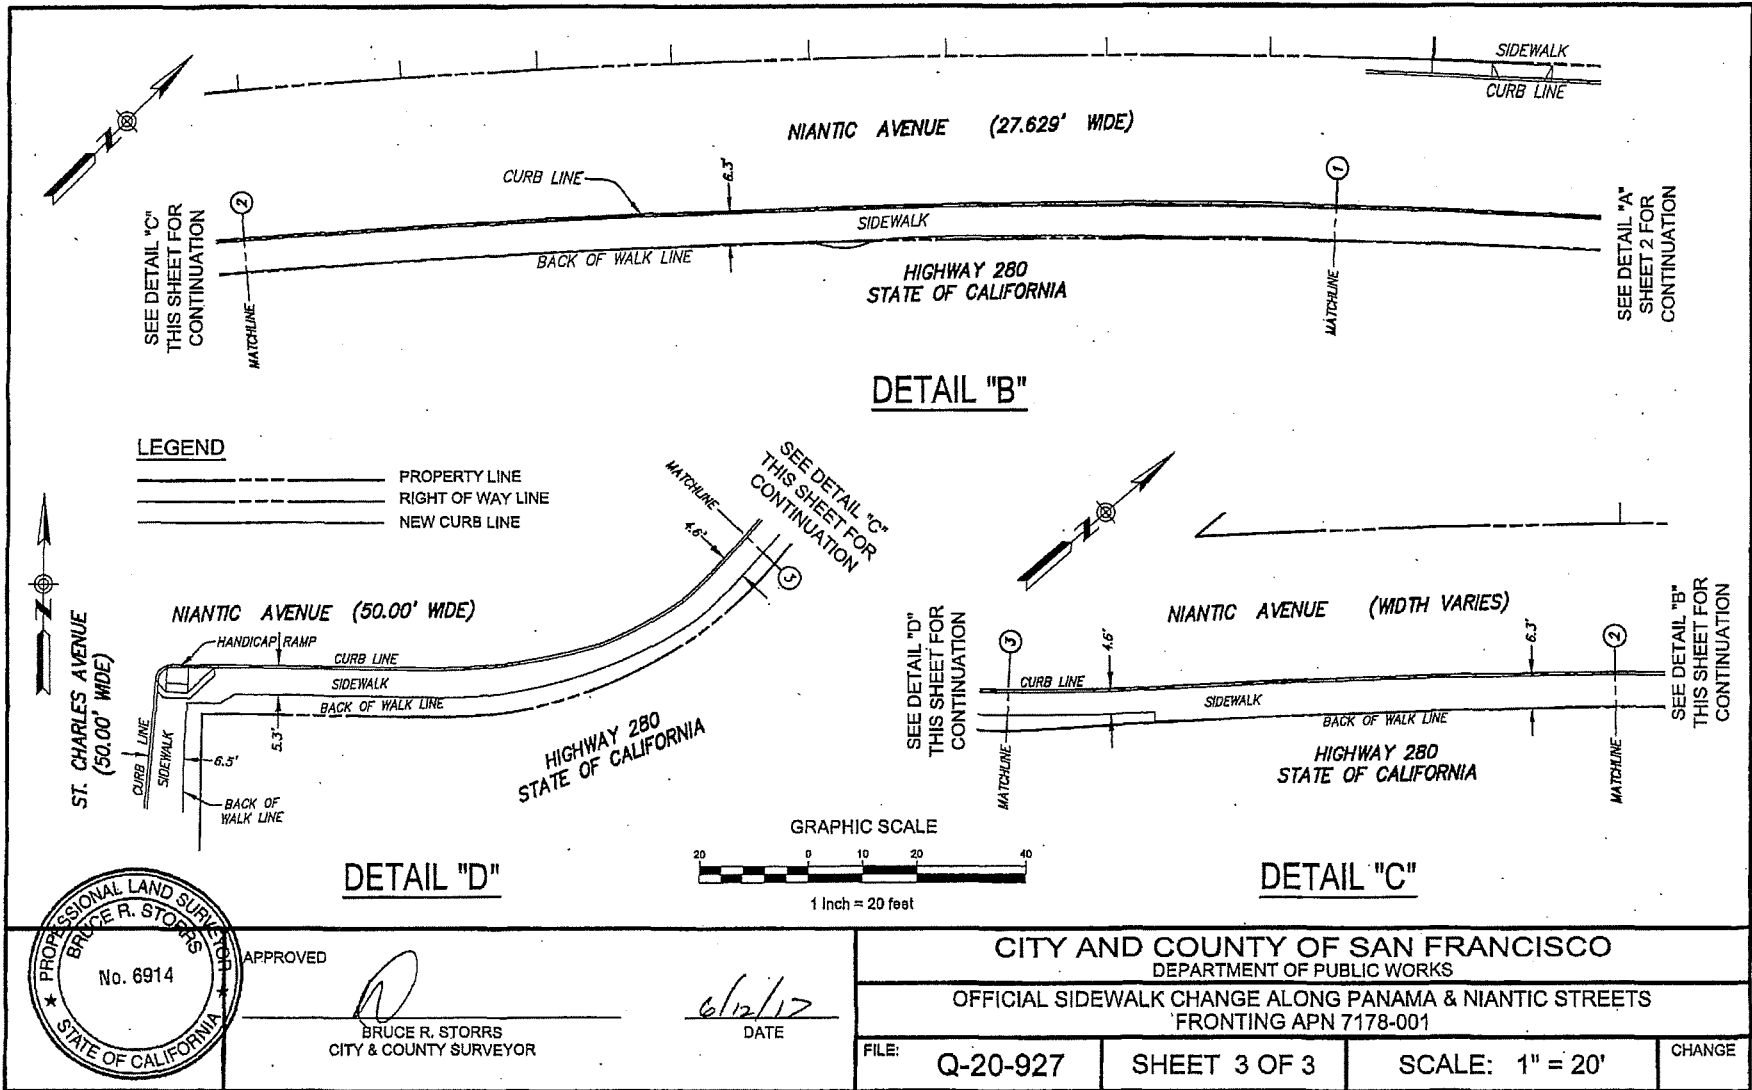 SIDEWALK
CURB LINE
NIANTIC AVENUE (27.629' WIDE)
N
CURB LINE
6.3'
2
1
SIDEWALK
BACK OF WALK LINE
HIGHWAY 280
STATE OF CALIFORNIA
MATCHLINE
MATCHLINE
SEE DETAIL "C"
THIS SHEET FOR
CONTINUATION
SEE DETAIL "A"
SHEET 2 FOR
CONTINUATION
DETAIL "B"
LEGEND
PROPERTY LINE
RIGHT OF WAY LINE
NEW CURB LINE
MATCHLINE
SEE DETAIL "C"
THIS SHEET FOR
CONTINUATION
4.6'
3
N
NIANTIC AVENUE (50.00' WIDE)
HANDICAP RAMP
CURB LINE
SIDEWALK
BACK OF WALK LINE
5.3'
ST. CHARLES AVENUE
(50.00' WIDE)
CURB LINE
SIDEWALK
6.5'
BACK OF
WALK LINE
HIGHWAY 280
STATE OF CALIFORNIA
DETAIL "D"
N
NIANTIC AVENUE (WIDTH VARIES)
SEE DETAIL "D"
THIS SHEET FOR
CONTINUATION
3
4.6'
6.3'
2
CURB LINE
SIDEWALK
BACK OF WALK LINE
HIGHWAY 280
STATE OF CALIFORNIA
MATCHLINE
MATCHLINE
SEE DETAIL "B"
THIS SHEET FOR
CONTINUATION
DETAIL "C"
GRAPHIC SCALE
20 0 10 20 40
1 Inch = 20 feet
PROFESSIONAL LAND SURVEYOR
BRUCE R. STORRS
No. 6914
STATE OF CALIFORNIA
APPROVED
BRUCE R. STORRS
CITY & COUNTY SURVEYOR
6/12/17
DATE
CITY AND COUNTY OF SAN FRANCISCO
DEPARTMENT OF PUBLIC WORKS
OFFICIAL SIDEWALK CHANGE ALONG PANAMA & NIANTIC STREETS
FRONTING APN 7178-001
FILE: Q-20-927
SHEET 3 OF 3
SCALE: 1" = 20'
CHANGE